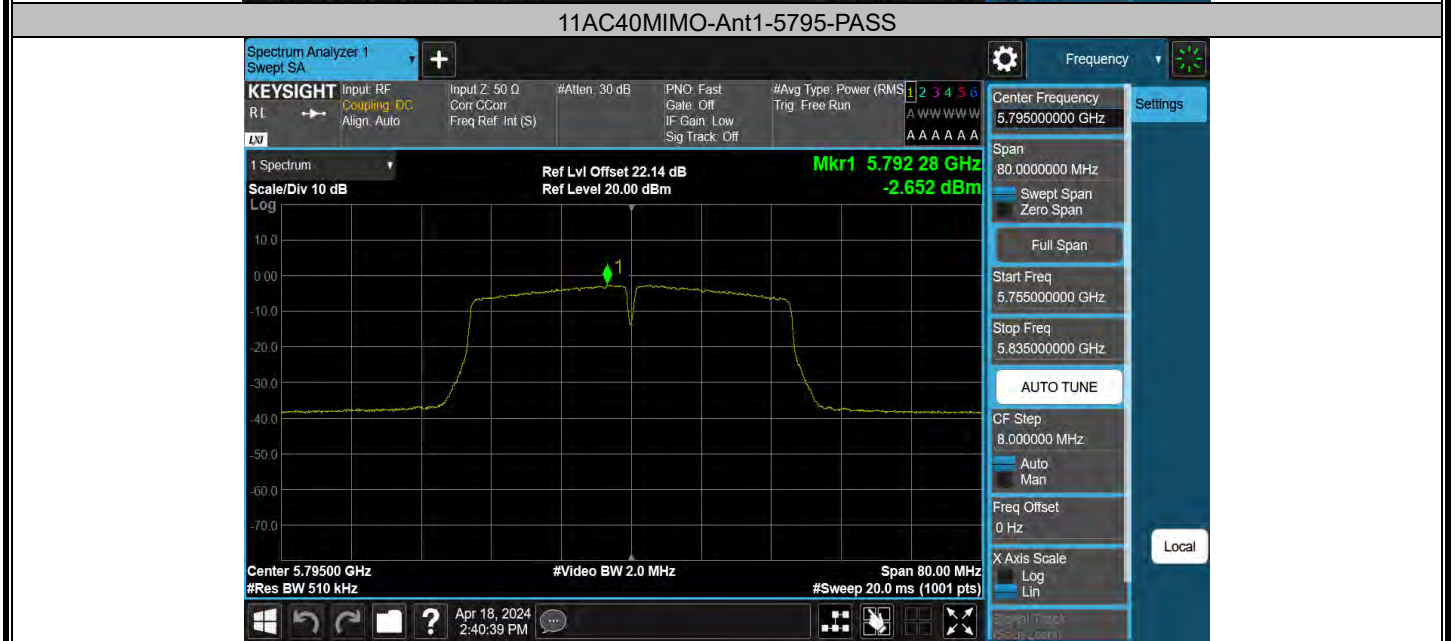 11AC40MIMO-Ant1-5795-PASS
Spectrum Analyzer 1
Swept SA
+
Frequency
KEYSIGHT
RL
LXI
Input: RF
Coupling: DC
Align: Auto
Input Z: 50 Ω
Corr CCorr
Freq Ref: Int (S)
#Atten: 30 dB
PNO: Fast
Gate: Off
IF Gain: Low
Sig Track: Off
#Avg Type: Power (RMS
Trig: Free Run
1 2 3 4 5 6
A W W W W W
A A A A A A
1 Spectrum
Scale/Div 10 dB
Log
Ref Lvl Offset 22.14 dB
Ref Level 20.00 dBm
Mkr1 5.792 28 GHz
-2.652 dBm
10.0
0.00
-10.0
-20.0
-30.0
-40.0
-50.0
-60.0
-70.0
1
Center 5.79500 GHz
#Res BW 510 kHz
#Video BW 2.0 MHz
Span 80.00 MHz
#Sweep 20.0 ms (1001 pts)
Center Frequency
5.795000000 GHz
Settings
Span
80.0000000 MHz
Swept Span
Zero Span
Full Span
Start Freq
5.755000000 GHz
Stop Freq
5.835000000 GHz
AUTO TUNE
CF Step
8.000000 MHz
Auto
Man
Freq Offset
0 Hz
X Axis Scale
Log
Lin
Local
Signal Track
(Span Zoom)
?
Apr 18, 2024
2:40:39 PM